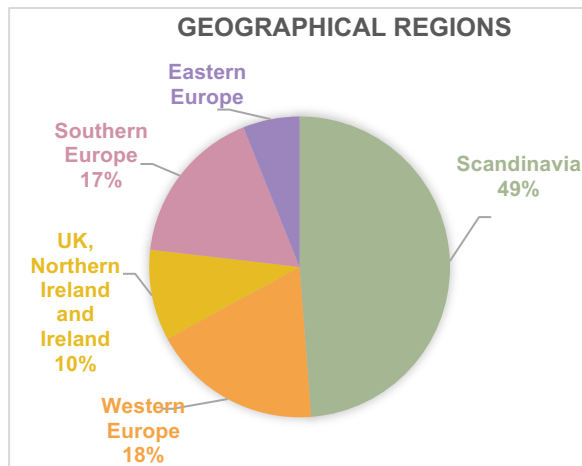 GEOGRAPHICAL REGIONS
Eastern
Europe
Southern
Europe
17%
Scandinavia
49%
UK,
Northern
Ireland
and
Ireland
10%
Western
Europe
18%